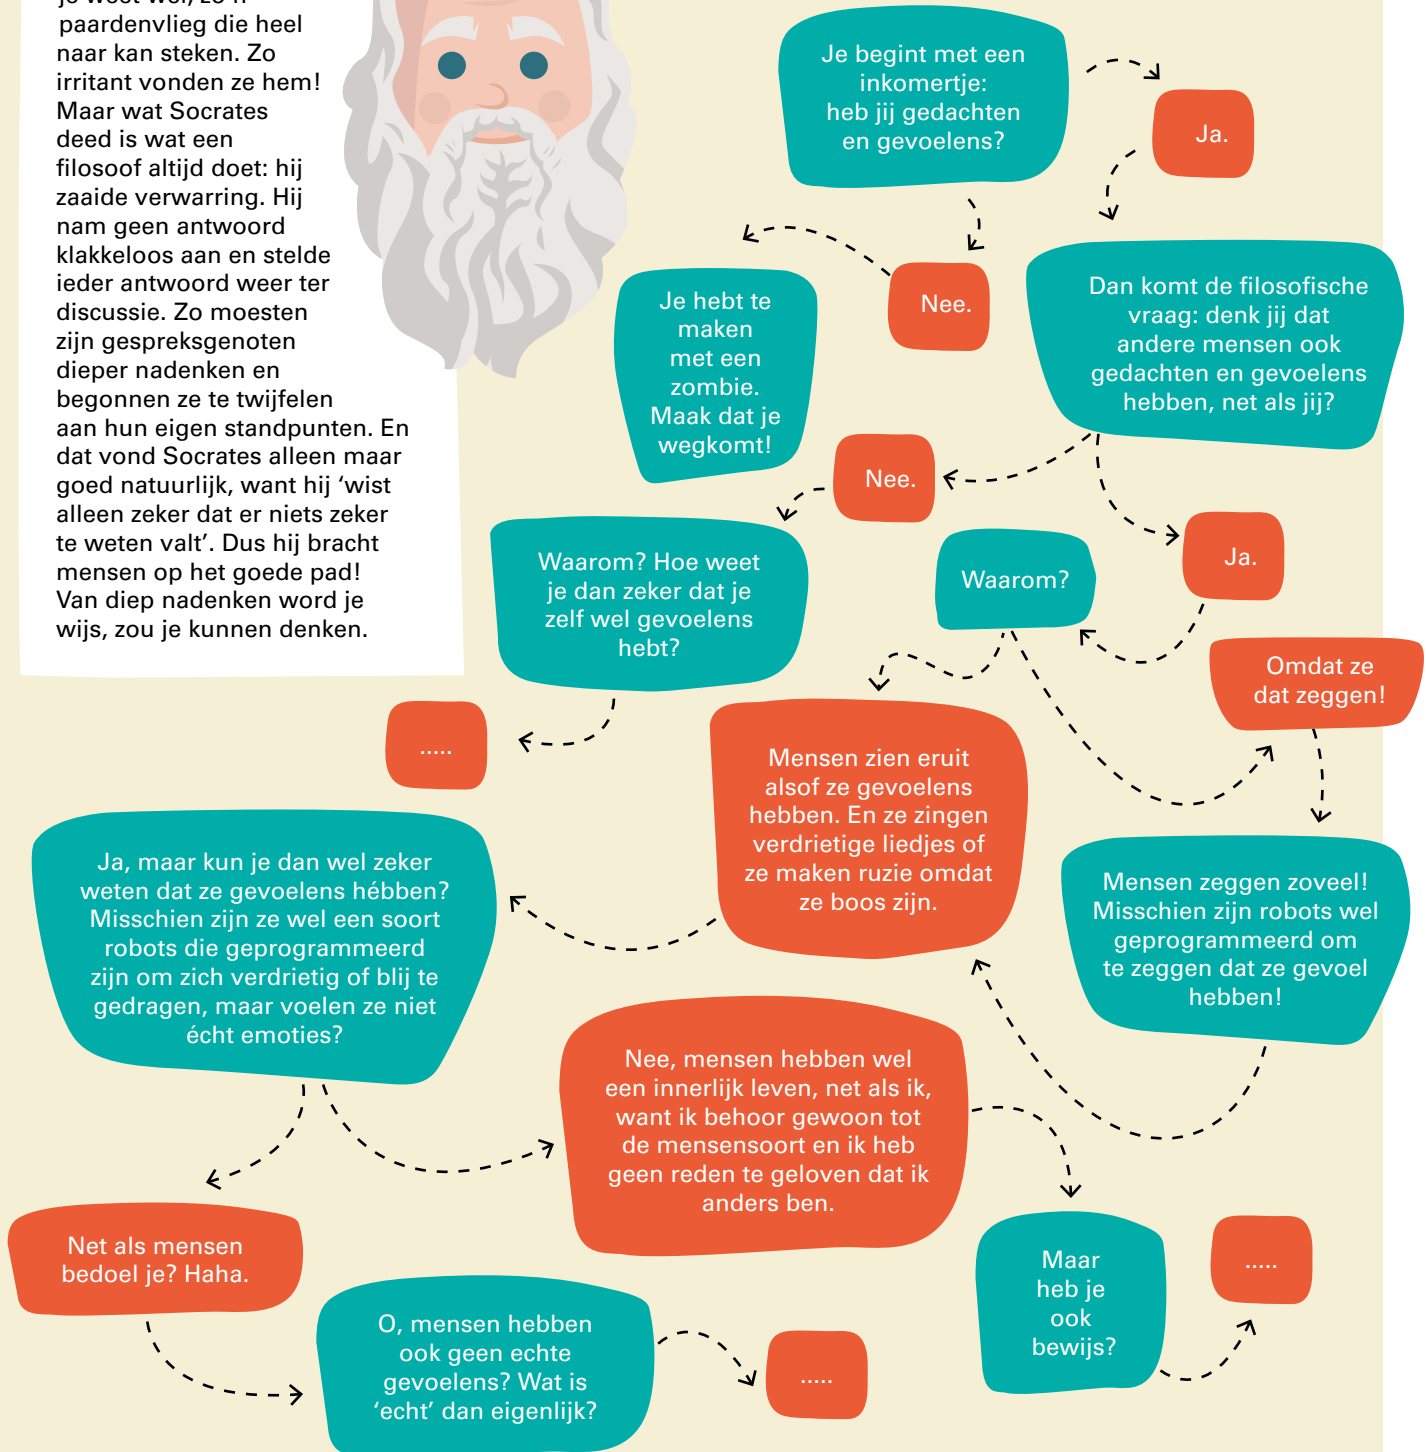 paardenvlieg die heel
naar kan steken. Zo
irritant vonden ze hem!
Maar wat Socrates
deed is wat een
filosoof altijd doet: hij
zaaide verwarring. Hij
nam geen antwoord
klakkeloos aan en stelde
ieder antwoord weer ter
discussie. Zo moesten
zijn gespreksgenoten
dieper nadenken en
begonnen ze te twijfelen
aan hun eigen standpunten. En
dat vond Socrates alleen maar
goed natuurlijk, want hij ‘wist
alleen zeker dat er niets zeker
te weten valt’. Dus hij bracht
mensen op het goede pad!
Van diep nadenken word je
wijs, zou je kunnen denken.
Je begint met een
inkomertje:
heb jij gedachten
en gevoelens?
Ja.
Nee.
Je hebt te
maken
met een
zombie.
Maak dat je
wegkomt!
Dan komt de filosofische
vraag: denk jij dat
andere mensen ook
gedachten en gevoelens
hebben, net als jij?
Nee.
Ja.
Waarom? Hoe weet
je dan zeker dat je
zelf wel gevoelens
hebt?
.....
Waarom?
Omdat ze
dat zeggen!
Mensen zien eruit
alsof ze gevoelens
hebben. En ze zingen
verdrietige liedjes of
ze maken ruzie omdat
ze boos zijn.
Mensen zeggen zoveel!
Misschien zijn robots wel
geprogrammeerd om
te zeggen dat ze gevoel
hebben!
Ja, maar kun je dan wel zeker
weten dat ze gevoelens hébben?
Misschien zijn ze wel een soort
robots die geprogrammeerd
zijn om zich verdrietig of blij te
gedragen, maar voelen ze niet
écht emoties?
Nee, mensen hebben wel
een innerlijk leven, net als ik,
want ik behoor gewoon tot
de mensensoort en ik heb
geen reden te geloven dat ik
anders ben.
Maar
heb je
ook
bewijs?
.....
Net als mensen
bedoel je? Haha.
O, mensen hebben
ook geen echte
gevoelens? Wat is
‘echt’ dan eigenlijk?
.....